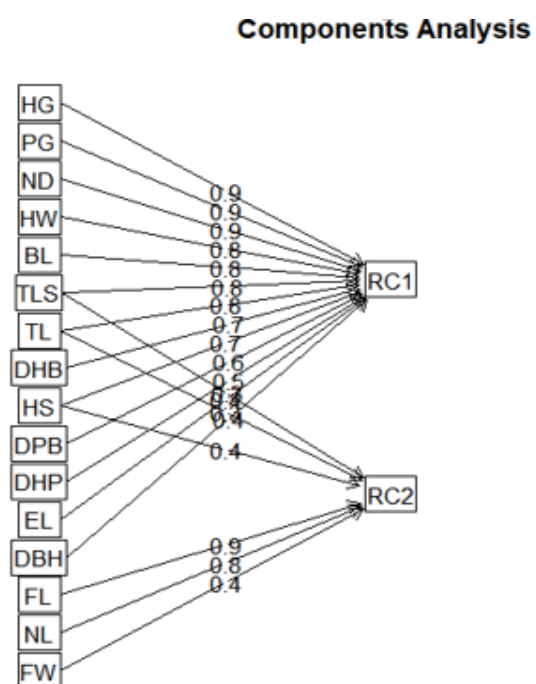 Components Analysis
HG
PG
ND
HW
BL
TLS
TL
DHB
HS
DPB
DHP
EL
DBH
FL
NL
FW
0.9
0.9
0.9
0.8
0.8
0.8
0.8
0.7
0.7
0.6
0.5
0.4
0.4
0.9
0.8
0.4
RC1
RC2